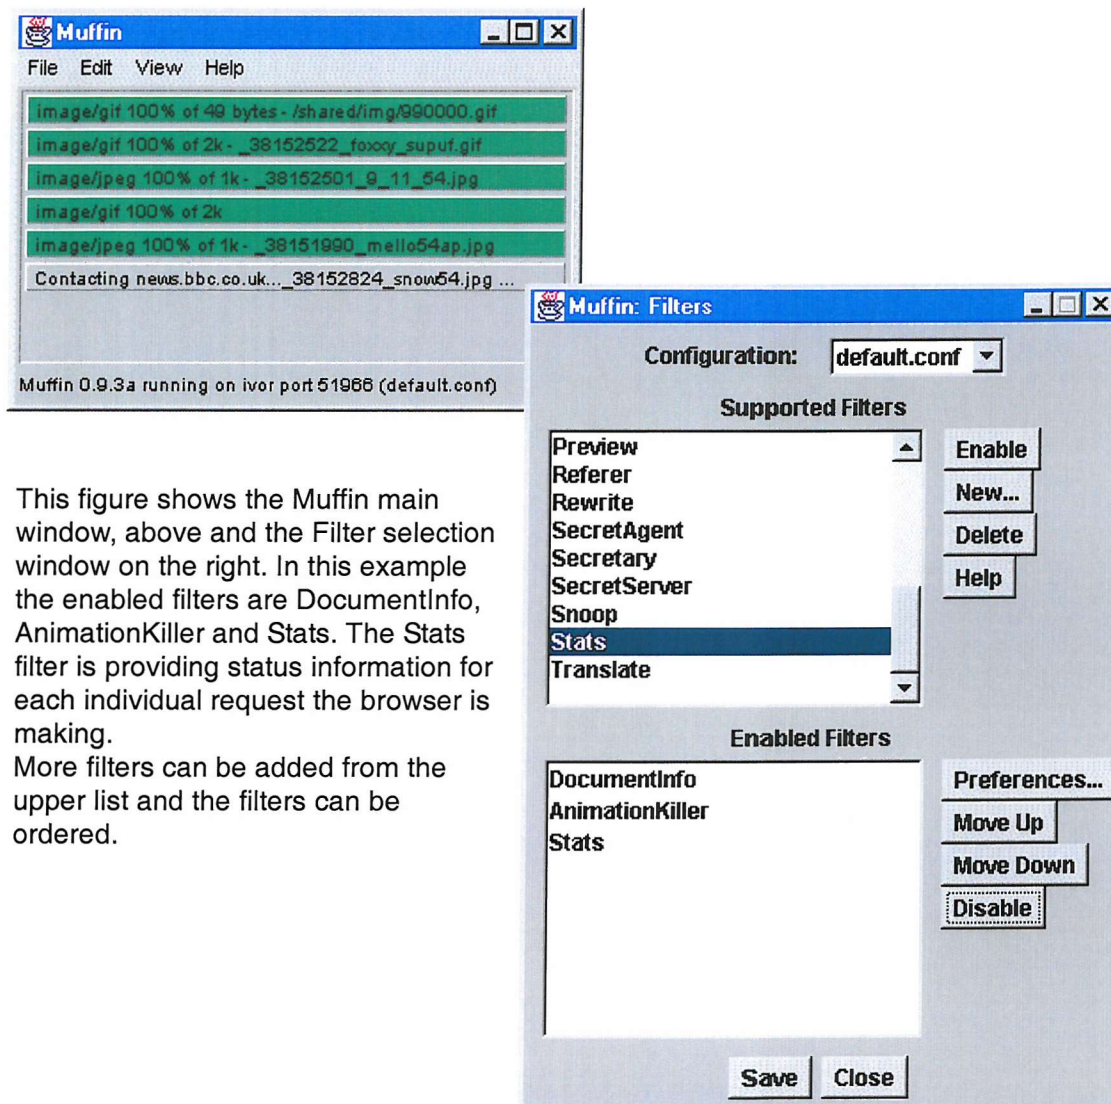 Muffin
File Edit View Help
image/gif 100% of 49 bytes - /shared/img/990000.gif
image/gif 100% of 2k - _38152522_foxxy_suput.gif
image/jpeg 100% of 1k - _38152501_9_11_54.jpg
image/gif 100% of 2k
image/jpeg 100% of 1k - _38151990_mello54ap.jpg
Contacting news.bbc.co.uk..._38152824_snow54.jpg ...
Muffin 0.9.3a running on ivor port 51966 (default.conf)
This figure shows the Muffin main
window, above and the Filter selection
window on the right. In this example
the enabled filters are DocumentInfo,
AnimationKiller and Stats. The Stats
filter is providing status information for
each individual request the browser is
making.
More filters can be added from the
upper list and the filters can be
ordered.
Muffin: Filters
Configuration: default.conf
Supported Filters
Preview
Referer
Rewrite
SecretAgent
Secretary
SecretServer
Snoop
Stats
Translate
Enable
New...
Delete
Help
Enabled Filters
DocumentInfo
AnimationKiller
Stats
Preferences...
Move Up
Move Down
Disable
Save Close